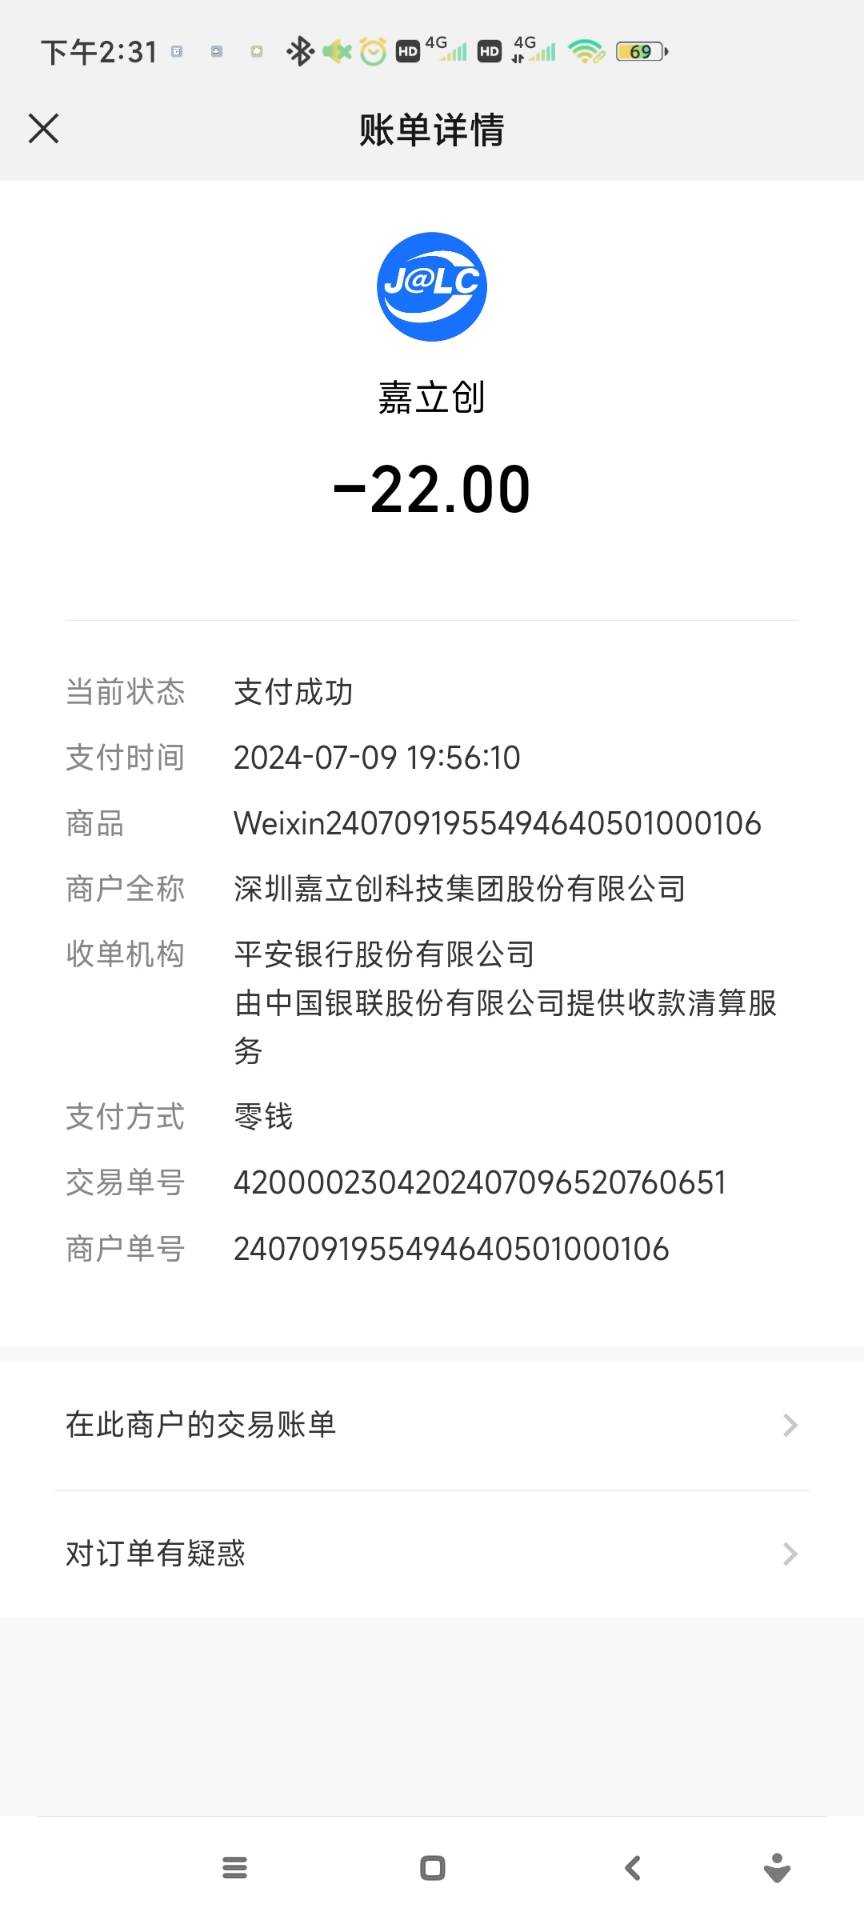 下午2:31 HD 4G HD 4G 69
账单详情
J@LC
嘉立创
-22.00
当前状态 支付成功
支付时间 2024-07-09 19:56:10
商品 Weixin2407091955494640501000106
商户全称 深圳嘉立创科技集团股份有限公司
收单机构 平安银行股份有限公司
由中国银联股份有限公司提供收款清算服
务
支付方式 零钱
交易单号 4200002304202407096520760651
商户单号 2407091955494640501000106
在此商户的交易账单
对订单有疑惑